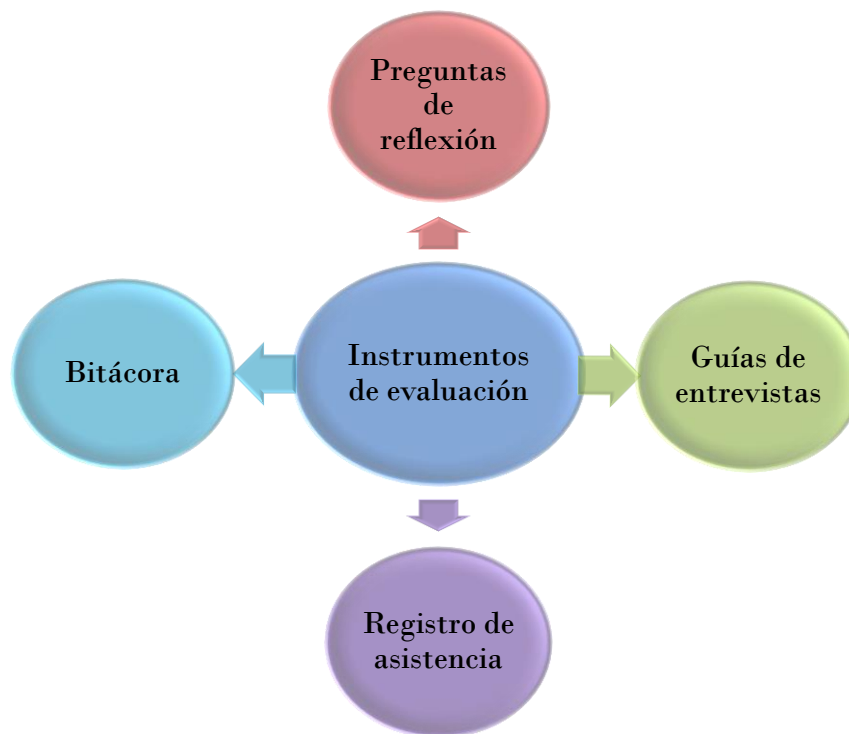 Preguntas
de
reflexión
Bitácora
Instrumentos
de evaluación
Guías de
entrevistas
Registro de
asistencia